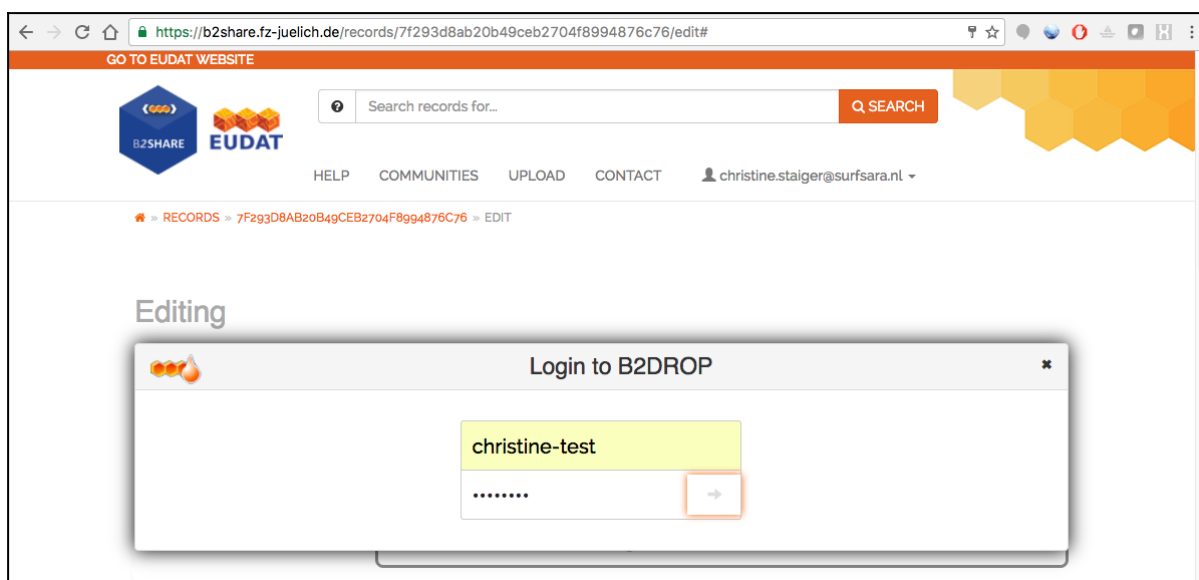 https://b2share.fz-juelich.de/records/7f293d8ab20b49ceb2704f8994876c76/edit#
GO TO EUDAT WEBSITE
B2SHARE
EUDAT
Search records for...
SEARCH
HELP COMMUNITIES UPLOAD CONTACT christine.staiger@surfsara.nl
» RECORDS » 7F293D8AB20B49CEB2704F8994876C76 » EDIT
Editing
Login to B2DROP
christine-test
••••••••